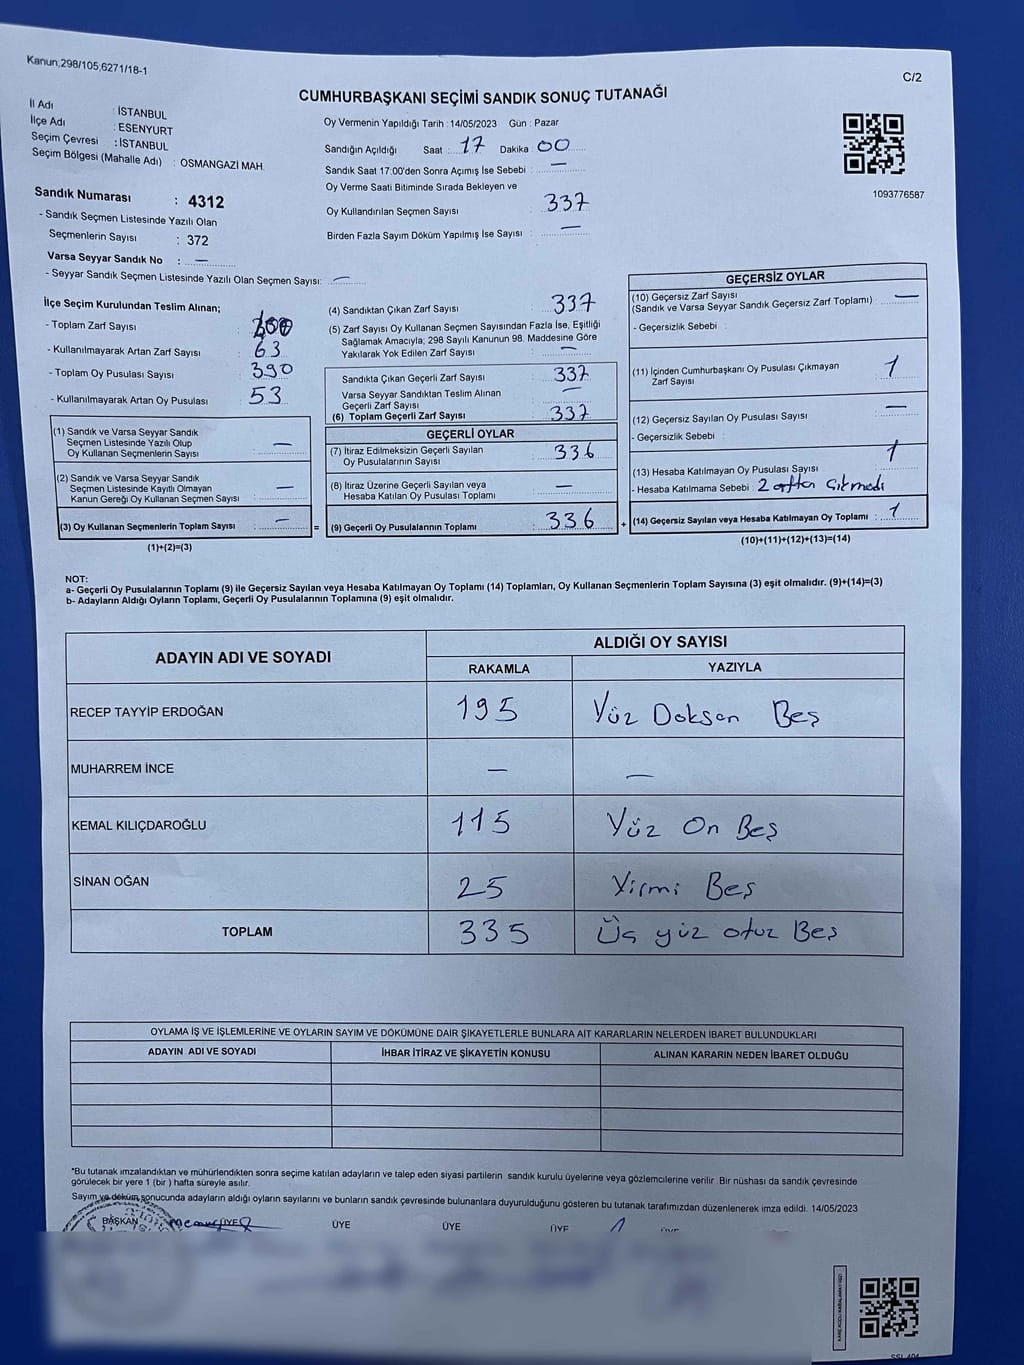 Kanun,298/105,6271/18-1
C/2
CUMHURBAŞKANI SEÇİMİ SANDIK SONUÇ TUTANAĞI
İl Adı : İSTANBUL
İlçe Adı : ESENYURT
Seçim Çevresi : İSTANBUL
Seçim Bölgesi (Mahalle Adı) : OSMANGAZİ MAH.
Oy Vermenin Yapıldığı Tarih : 14/05/2023 Gün : Pazar
Sandığın Açıldığı Saat : 17 Dakika : 00
Sandık Saat 17:00'den Sonra Açımış İse Sebebi : —
Oy Verme Saati Bitiminde Sırada Bekleyen ve
Oy Kullandırılan Seçmen Sayısı : 337
Birden Fazla Sayım Döküm Yapılmış İse Sayısı : —
1093776587
Sandık Numarası : 4312
- Sandık Seçmen Listesinde Yazılı Olan
Seçmenlerin Sayısı : 372
Varsa Seyyar Sandık No : —
- Seyyar Sandık Seçmen Listesinde Yazılı Olan Seçmen Sayısı: —
İlçe Seçim Kurulundan Teslim Alınan;
- Toplam Zarf Sayısı :
- Kullanılmayarak Artan Zarf Sayısı : 63
- Toplam Oy Pusulası Sayısı : 390
- Kullanılmayarak Artan Oy Pusulası : 53
(1) Sandık ve Varsa Seyyar Sandık
Seçmen Listesinde Yazılı Olup
Oy Kullanan Seçmenlerin Sayısı : —
(2) Sandık ve Varsa Seyyar Sandık
Seçmen Listesinde Kayıtlı Olmayan
Kanun Gereği Oy Kullanan Seçmen Sayısı : —
(3) Oy Kullanan Seçmenlerin Toplam Sayısı : — =
(1)+(2)=(3)
(4) Sandıktan Çıkan Zarf Sayısı : 337
(5) Zarf Sayısı Oy Kullanan Seçmen Sayısından Fazla İse, Eşitliği
Sağlamak Amacıyla; 298 Sayılı Kanunun 98. Maddesine Göre
Yakılarak Yok Edilen Zarf Sayısı : —
Sandıkta Çıkan Geçerli Zarf Sayısı : 337
Varsa Seyyar Sandıktan Teslim Alınan
Geçerli Zarf Sayısı : —
(6) Toplam Geçerli Zarf Sayısı : 337
GEÇERLİ OYLAR
(7) İtiraz Edilmeksizin Geçerli Sayılan
Oy Pusulalarının Sayısı : 336
(8) İtiraz Üzerine Geçerli Sayılan veya
Hesaba Katılan Oy Pusulası Toplamı : —
(9) Geçerli Oy Pusulalarının Toplamı : 336 +
GEÇERSİZ OYLAR
(10) Geçersiz Zarf Sayısı
(Sandık ve Varsa Seyyar Sandık Geçersiz Zarf Toplamı) : —
- Geçersizlik Sebebi :
(11) İçinden Cumhurbaşkanı Oy Pusulası Çıkmayan
Zarf Sayısı : 1
(12) Geçersiz Sayılan Oy Pusulası Sayısı : —
- Geçersizlik Sebebi :
(13) Hesaba Katılmayan Oy Pusulası Sayısı : 1
- Hesaba Katılmama Sebebi : Zarftan Çıkmadı
(14) Geçersiz Sayılan veya Hesaba Katılmayan Oy Toplamı : 1
(10)+(11)+(12)+(13)=(14)
NOT:
a- Geçerli Oy Pusulalarının Toplamı (9) ile Geçersiz Sayılan veya Hesaba Katılmayan Oy Toplamı (14) Toplamları, Oy Kullanan Seçmenlerin Toplam Sayısına (3) eşit olmalıdır. (9)+(14)=(3)
b- Adayların Aldığı Oyların Toplamı, Geçerli Oy Pusulalarının Toplamına (9) eşit olmalıdır.
ADAYIN ADI VE SOYADI ALDIĞI OY SAYISI
RAKAMLA YAZIYLA
RECEP TAYYİP ERDOĞAN 195 Yüz Doksan Beş
MUHARREM İNCE — —
KEMAL KILIÇDAROĞLU 115 Yüz On Beş
SİNAN OĞAN 25 Yirmi Beş
TOPLAM 335 Üç yüz otuz Beş
OYLAMA İŞ VE İŞLEMLERİNE VE OYLARIN SAYIM VE DÖKÜMÜNE DAİR ŞİKAYETLERLE BUNLARA AİT KARARLARIN NELERDEN İBARET BULUNDUKLARI
ADAYIN ADI VE SOYADI İHBAR İTİRAZ VE ŞİKAYETİN KONUSU ALINAN KARARIN NEDEN İBARET OLDUĞU
*Bu tutanak imzalandıktan ve mühürlendikten sonra seçime katılan adayların ve talep eden siyasi partilerin sandık kurulu üyelerine veya gözlemcilerine verilir .Bir nüshası da sandık çevresinde
görülecek bir yere 1 (bir ) hafta süreyle asılır.
Sayım ve döküm sonucunda adayların aldığı oyların sayılarını ve bunların sandık çevresinde bulunanlara duyurulduğunu gösteren bu tutanak tarafımızdan düzenlenerek imza edildi. 14/05/2023
BAŞKAN ÜYE ÜYE ÜYE ÜYE